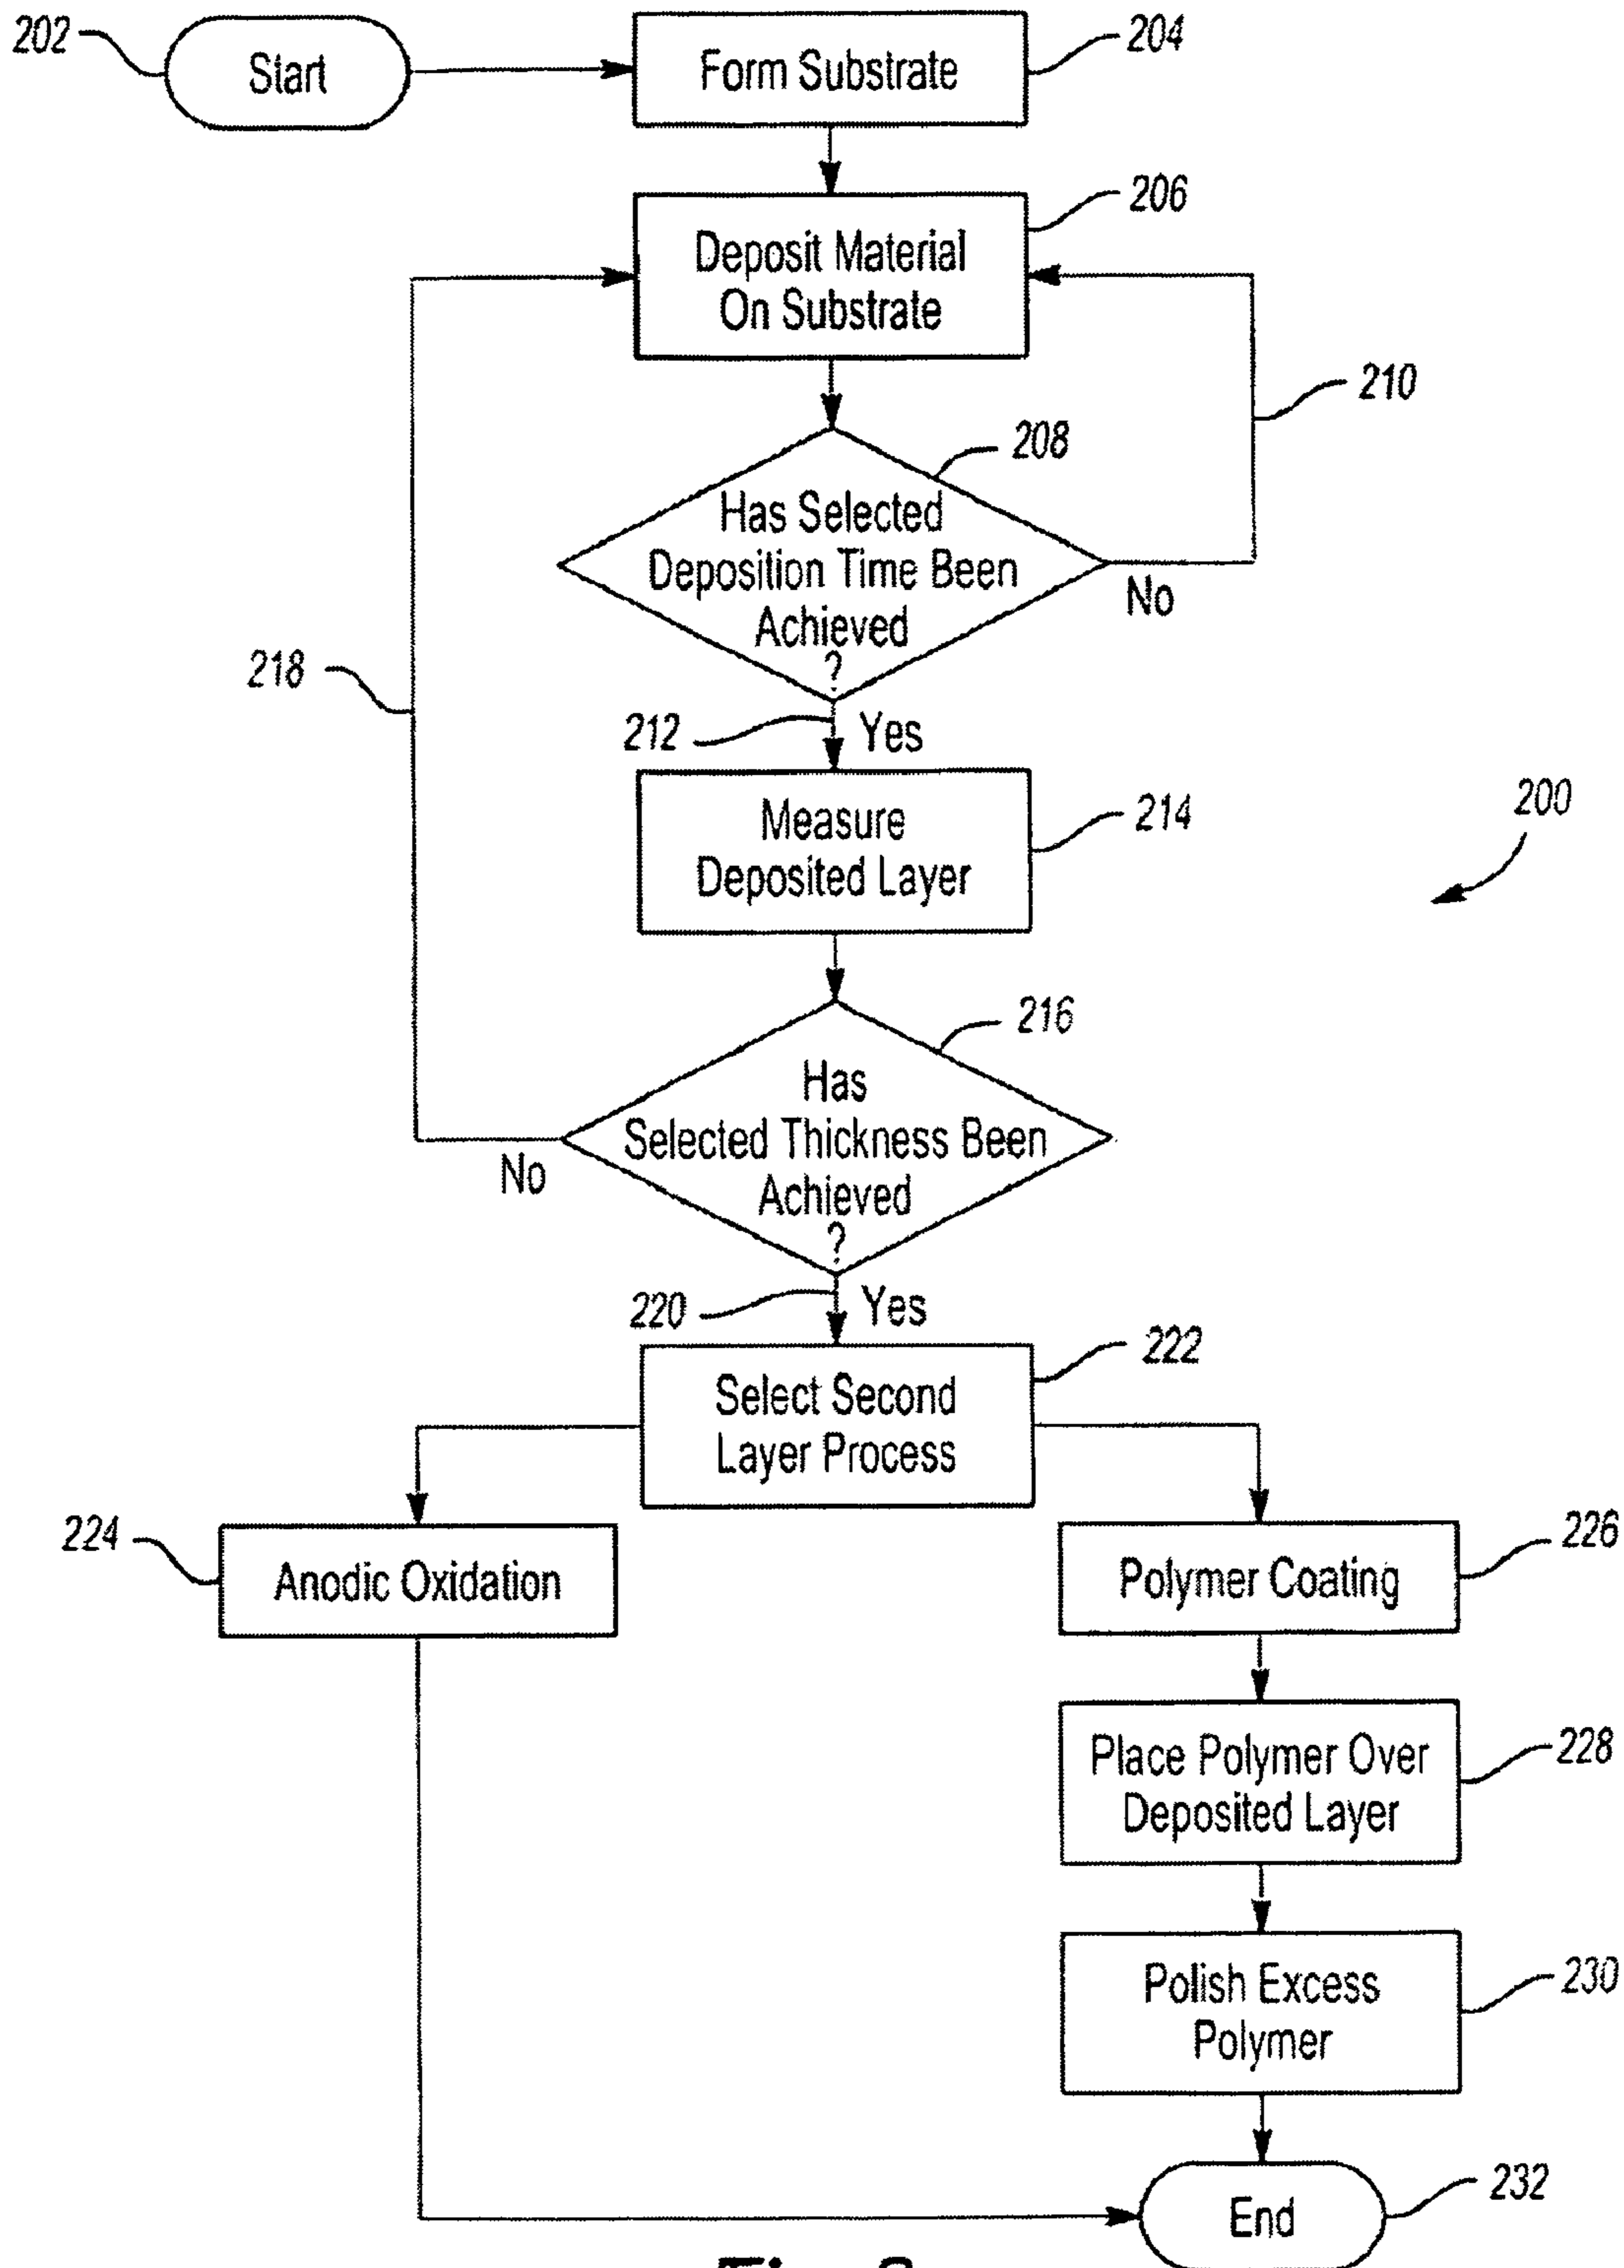 202
Start
Form Substrate
204
206
Deposit Material
On Substrate
210
208
Has Selected
Deposition Time Been
Achieved
?
No
218
212
Yes
Measure
Deposited Layer
214
200
216
Has
Selected Thickness Been
Achieved
?
No
220
Yes
222
Select Second
Layer Process
224
Anodic Oxidation
226
Polymer Coating
228
Place Polymer Over
Deposited Layer
230
Polish Excess
Polymer
232
End